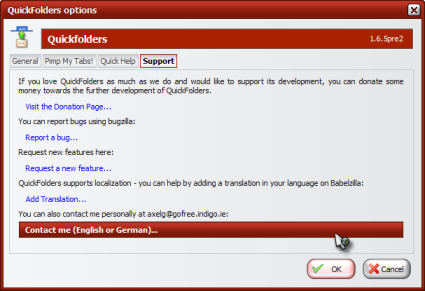 QuickFolders options
Quickfolders
1.6.5pre2
General Pimp My Tabs! Quick Help Support
If you love QuickFolders as much as we do and would like to support its development, you can donate some
money towards the further development of QuickFolders.
Visit the Donation Page...
You can report bugs using bugzilla:
Report a bug...
Request new features here:
Request a new feature...
QuickFolders supports localization - you can help by adding a translation in your language on Babelzilla:
Add Translation...
You can also contact me personally at axelg@gofree.indigo.ie:
Contact me (English or German)...
OK Cancel